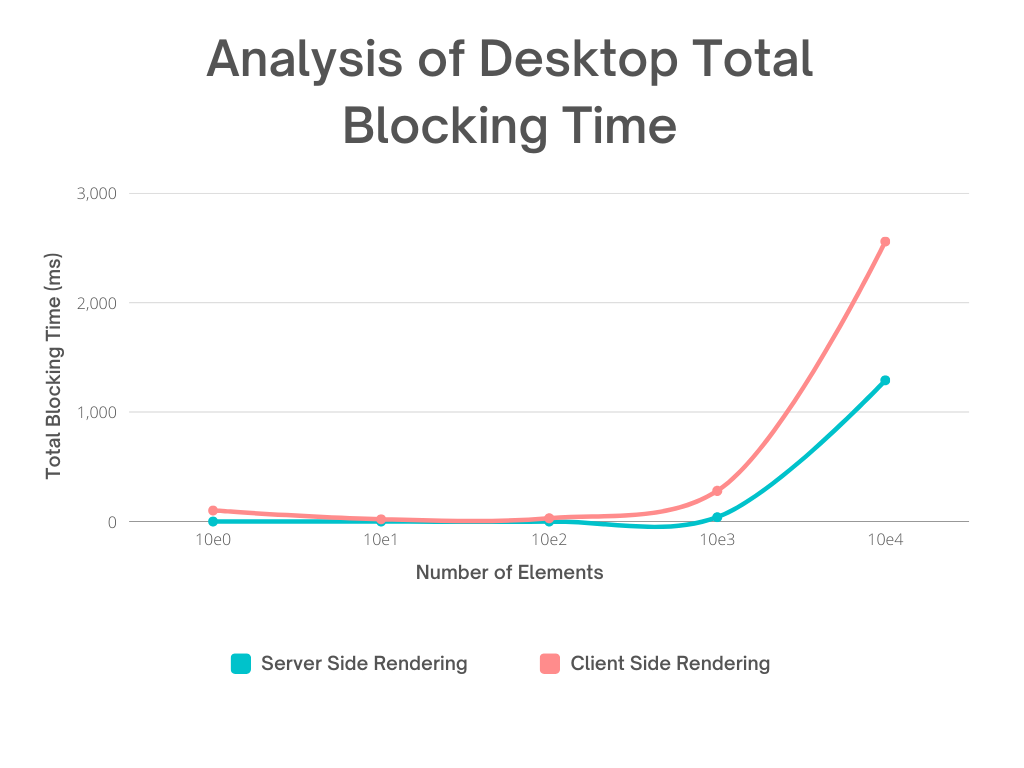 Analysis of Desktop Total
Blocking Time
Total Blocking Time (ms)
3,000
2,000
1,000
0
10e0
10e1
10e2
10e3
10e4
Number of Elements
Server Side Rendering
Client Side Rendering